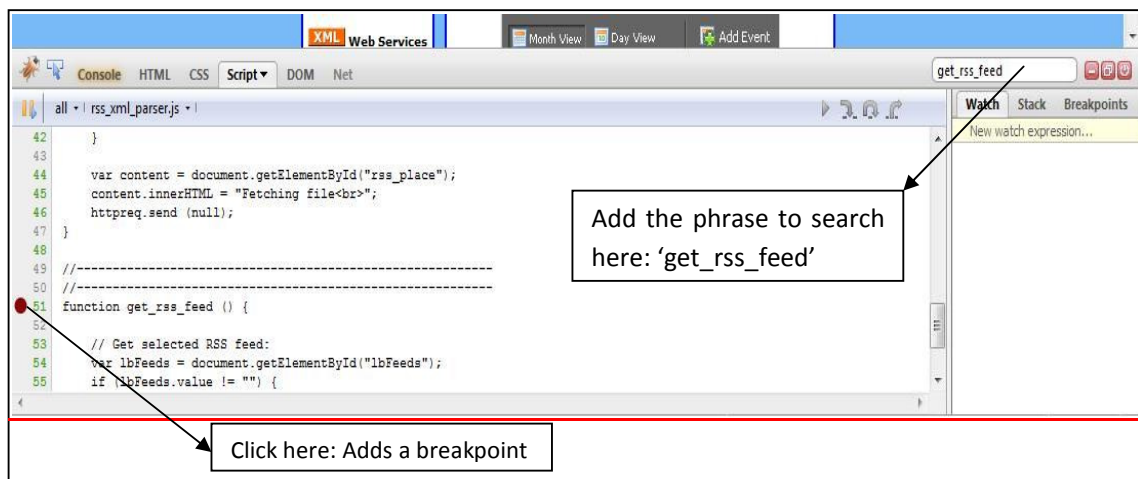 XML Web Services
Month View Day View Add Event
Console HTML CSS Script DOM Net get_rss_feed
all rss_xml_parser.js Watch Stack Breakpoints
New watch expression...
42 }
43
44 var content = document.getElementById("rss_place");
45 content.innerHTML = "Fetching file<br>";
46 httpreq.send (null);
47 }
48
49 //----------------------------------------------------------
50 //----------------------------------------------------------
51 function get_rss_feed () {
52
53 // Get selected RSS feed:
54 var lbFeeds = document.getElementById("lbFeeds");
55 if (lbFeeds.value != "") {
Add the phrase to search
here: ‘get_rss_feed’
Click here: Adds a breakpoint